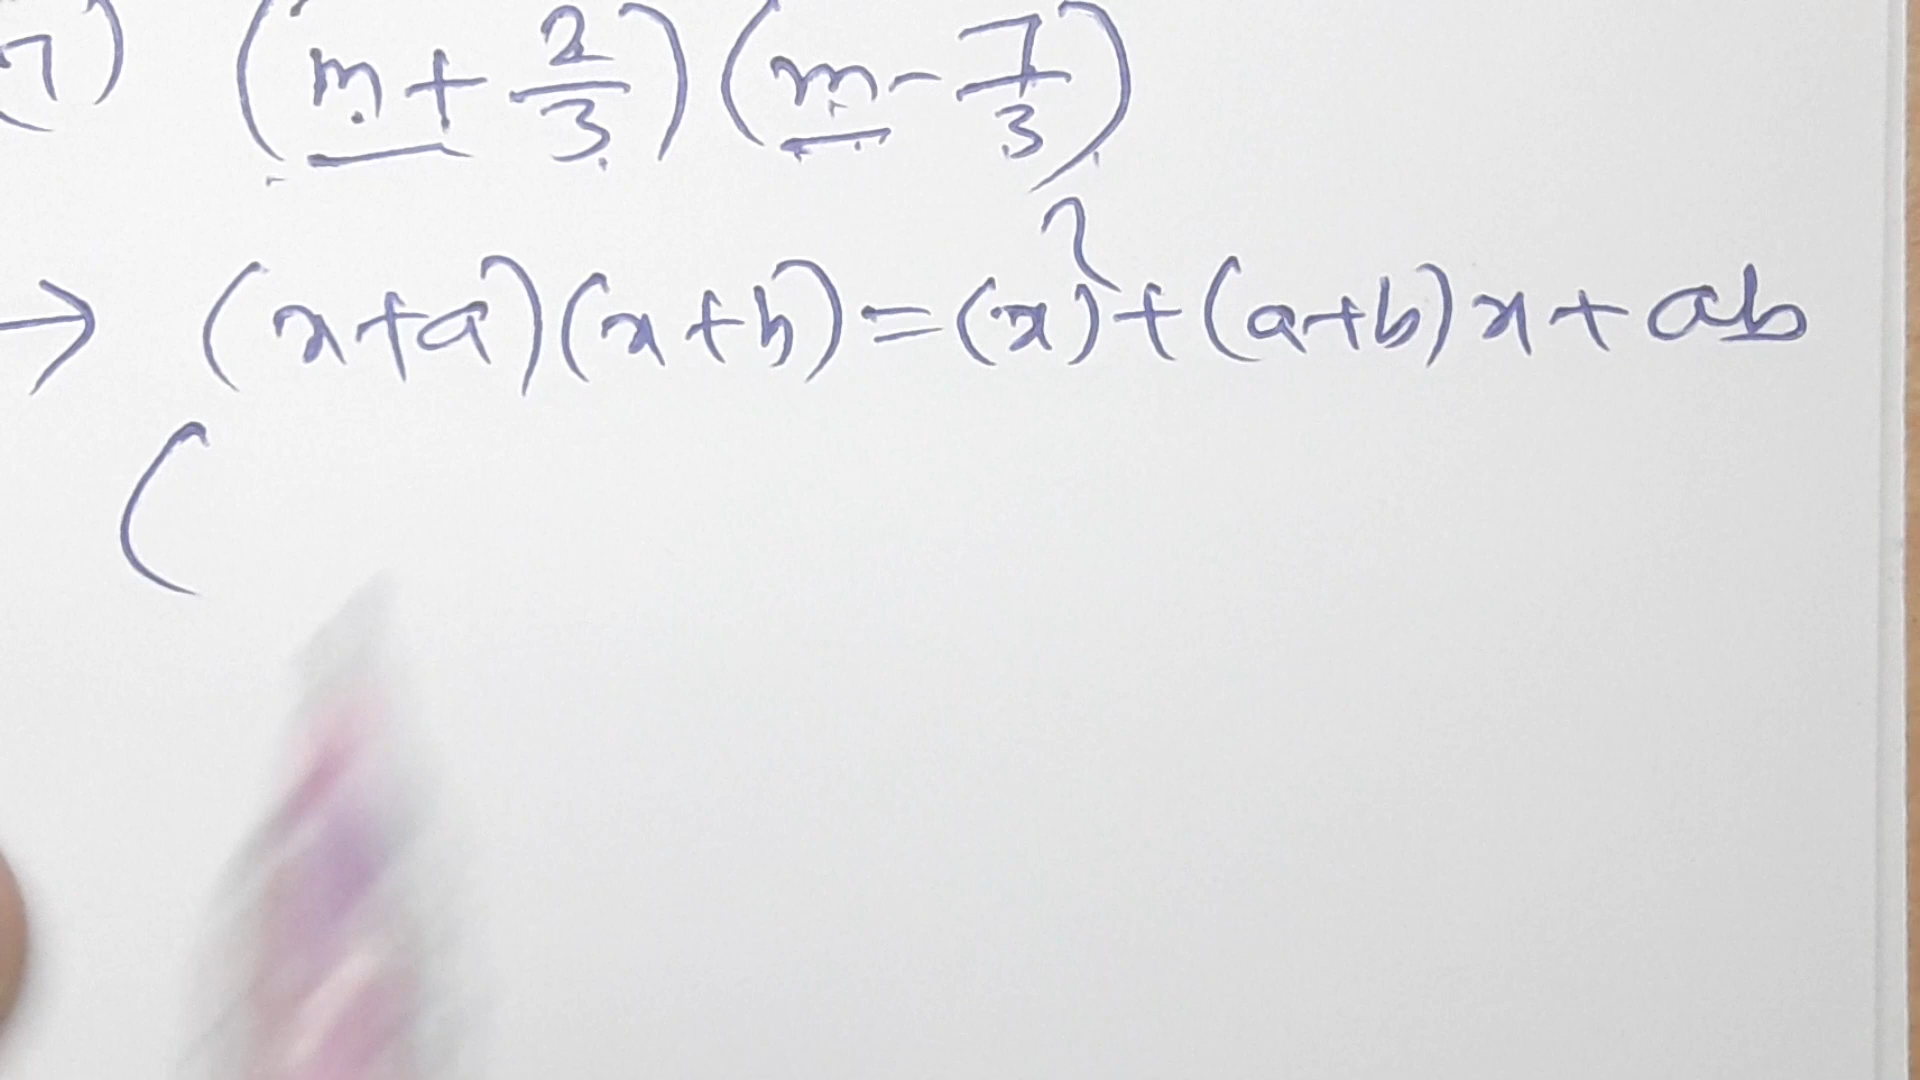 7) (m + 2/3) (m - 7/3)
→ (x+a)(x+b) = (x)² + (a+b)x + ab
(